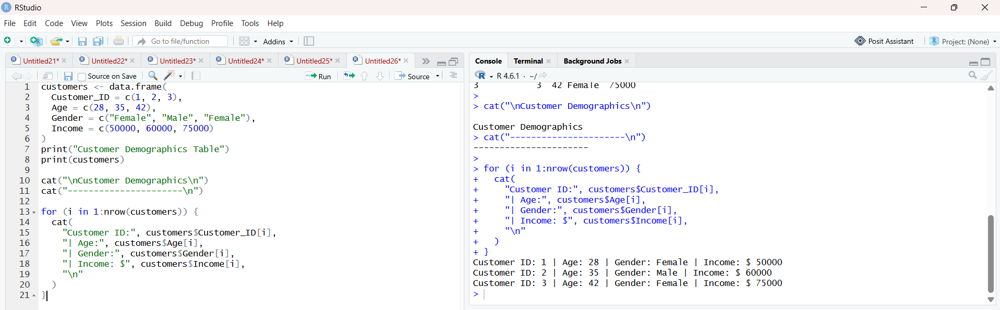 RStudio
File Edit Code View Plots Session Build Debug Profile Tools Help
Go to file/function Addins Posit Assistant Project: (None)
Untitled21* Untitled22* Untitled23* Untitled24* Untitled25* Untitled26*
Source on Save Run Source
1 customers <- data.frame(
2   Customer_ID = c(1, 2, 3),
3   Age = c(28, 35, 42),
4   Gender = c("Female", "Male", "Female"),
5   Income = c(50000, 60000, 75000)
6 )
7 print("Customer Demographics Table")
8 print(customers)
9
10 cat("\nCustomer Demographics\n")
11 cat("----------------------\n")
12
13 for (i in 1:nrow(customers)) {
14   cat(
15     "Customer ID:", customers$Customer_ID[i],
16     "| Age:", customers$Age[i],
17     "| Gender:", customers$Gender[i],
18     "| Income: $", customers$Income[i],
19     "\n"
20   )
21 }
Console Terminal Background Jobs
R 4.6.1 · ~/
3           3  42 Female  75000
>
> cat("\nCustomer Demographics\n")
Customer Demographics
> cat("----------------------\n")
----------------------
>
> for (i in 1:nrow(customers)) {
+   cat(
+     "Customer ID:", customers$Customer_ID[i],
+     "| Age:", customers$Age[i],
+     "| Gender:", customers$Gender[i],
+     "| Income: $", customers$Income[i],
+     "\n"
+   )
+ }
Customer ID: 1 | Age: 28 | Gender: Female | Income: $ 50000
Customer ID: 2 | Age: 35 | Gender: Male | Income: $ 60000
Customer ID: 3 | Age: 42 | Gender: Female | Income: $ 75000
>